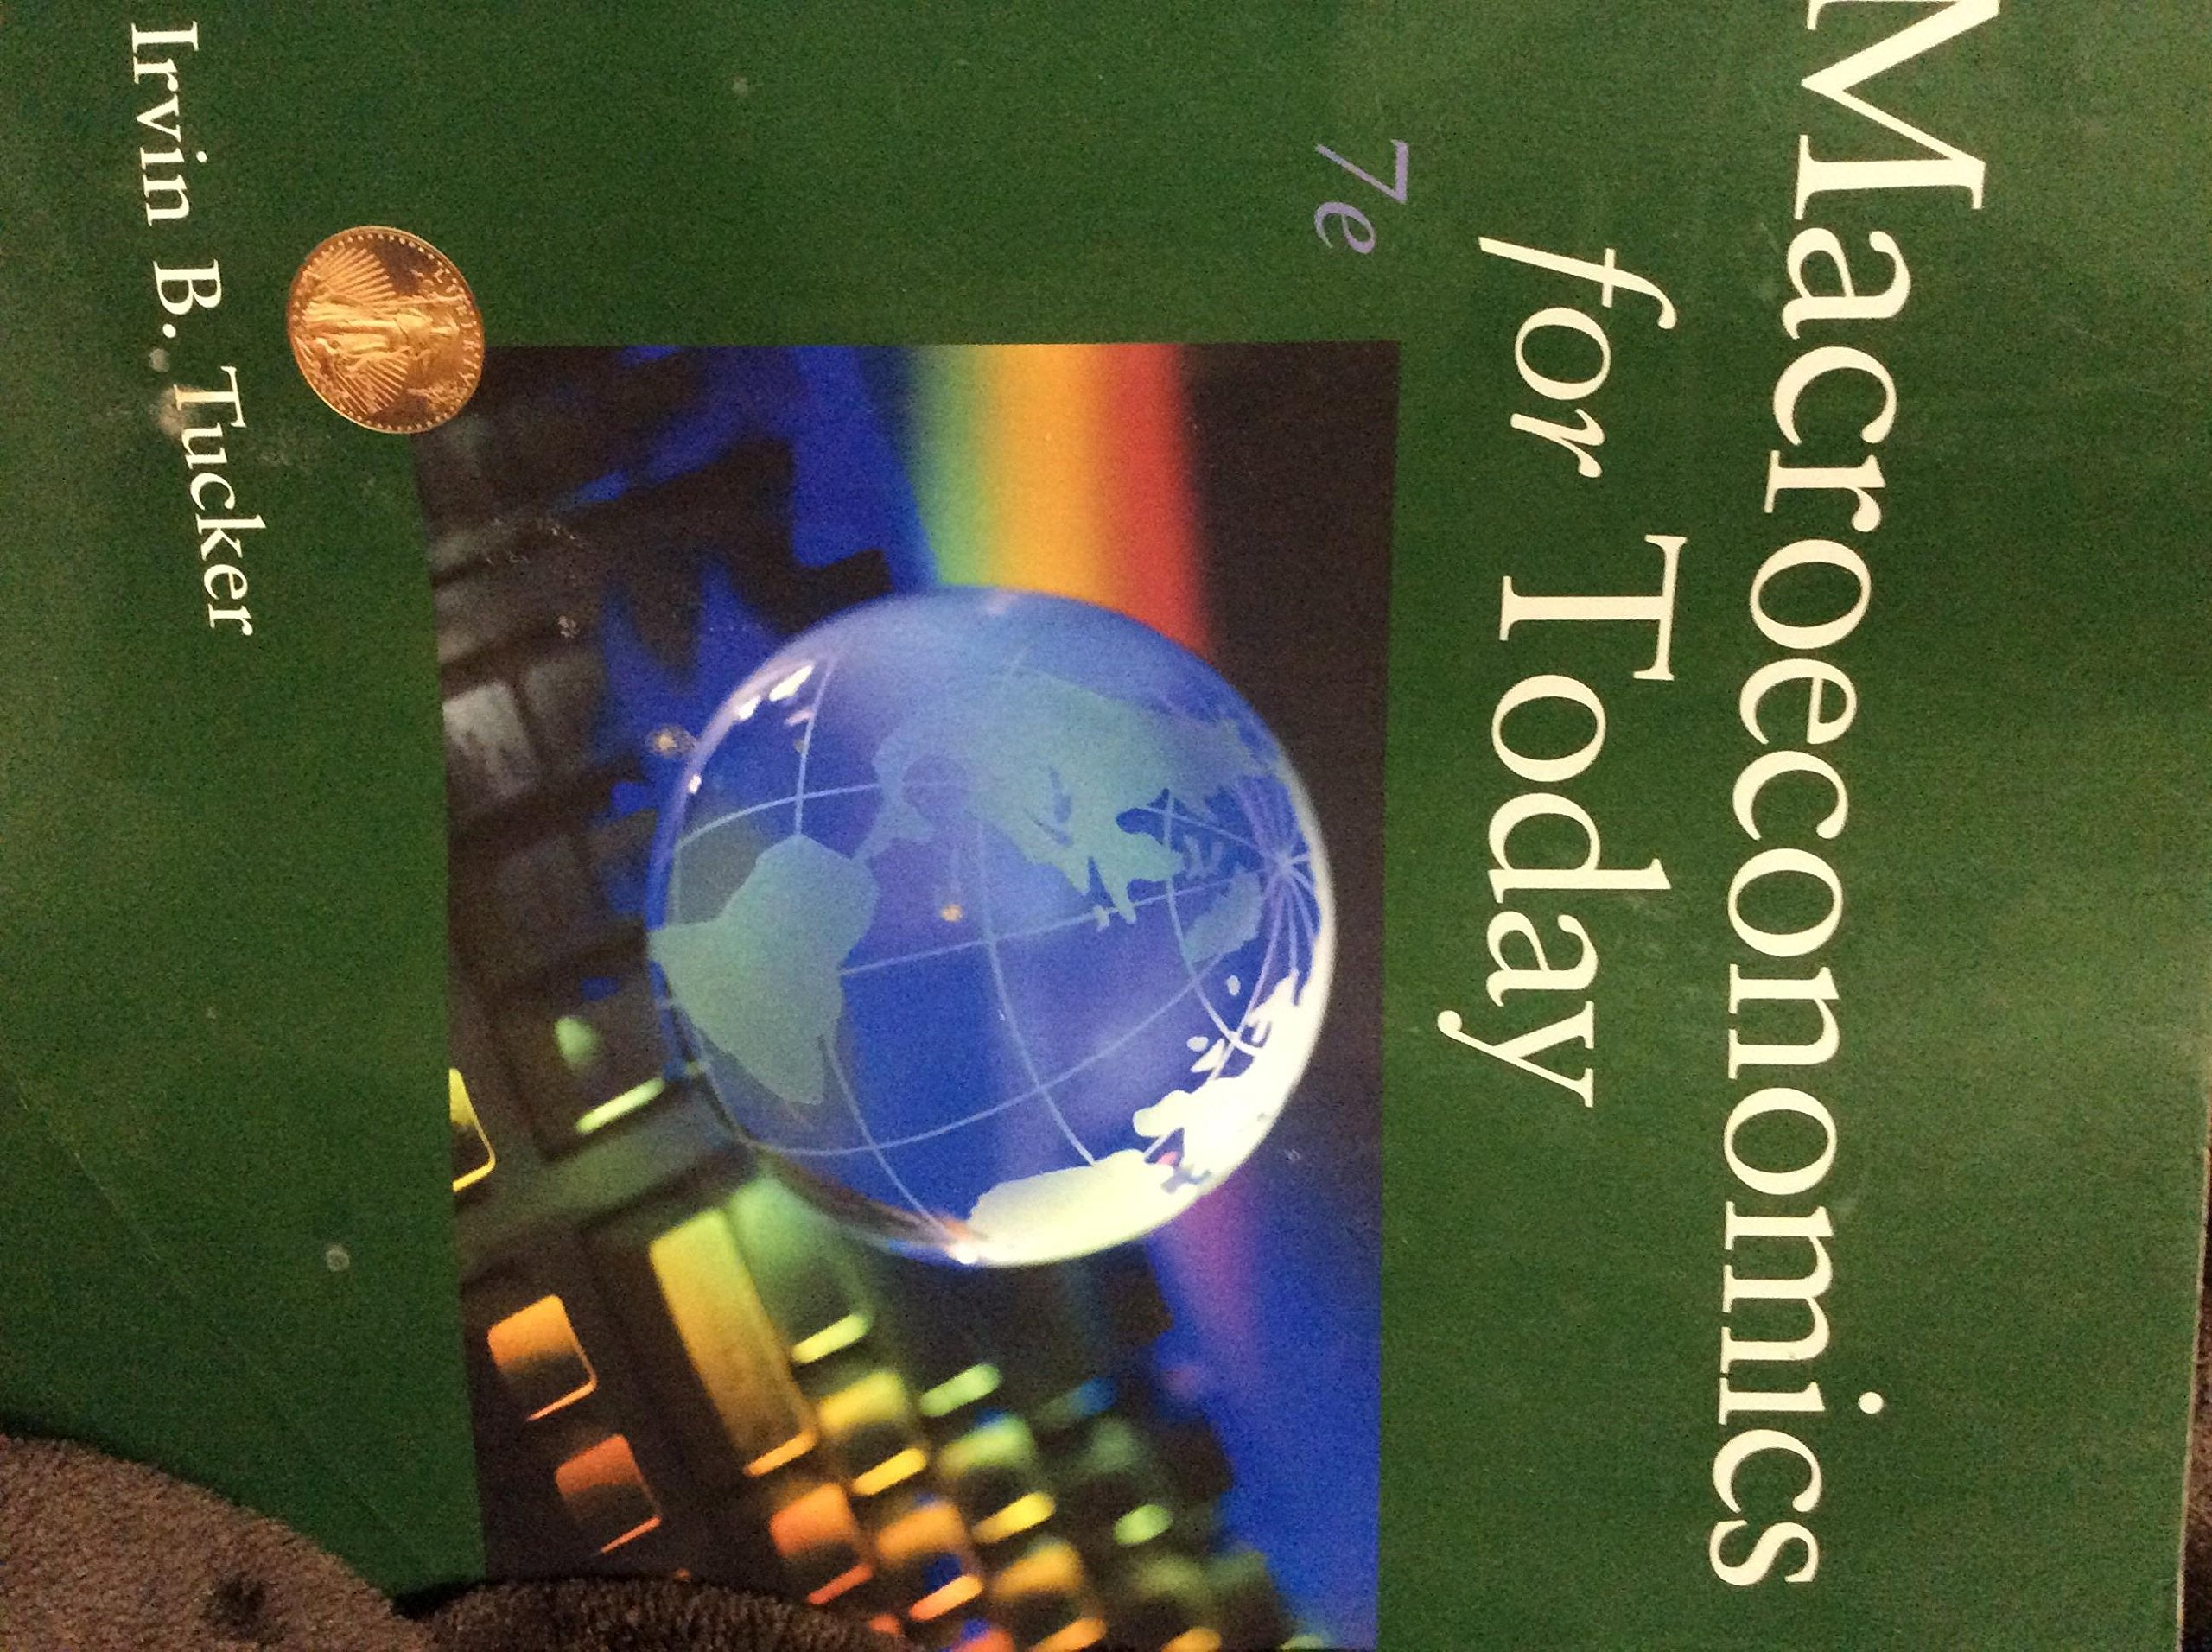 Macroeconomics
for Today
7e
Irvin B. Tucker